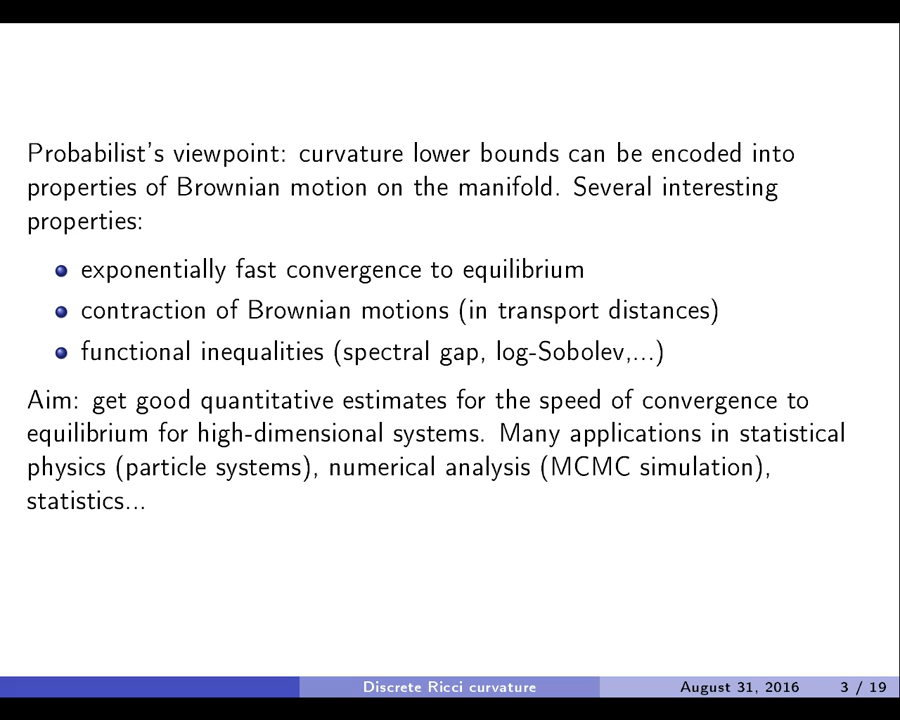 Probabilist's viewpoint: curvature lower bounds can be encoded into
properties of Brownian motion on the manifold. Several interesting
properties:
exponentially fast convergence to equilibrium
contraction of Brownian motions (in transport distances)
functional inequalities (spectral gap, log-Sobolev,...)
Aim: get good quantitative estimates for the speed of convergence to
equilibrium for high-dimensional systems. Many applications in statistical
physics (particle systems), numerical analysis (MCMC simulation),
statistics...
Discrete Ricci curvature August 31, 2016 3 / 19